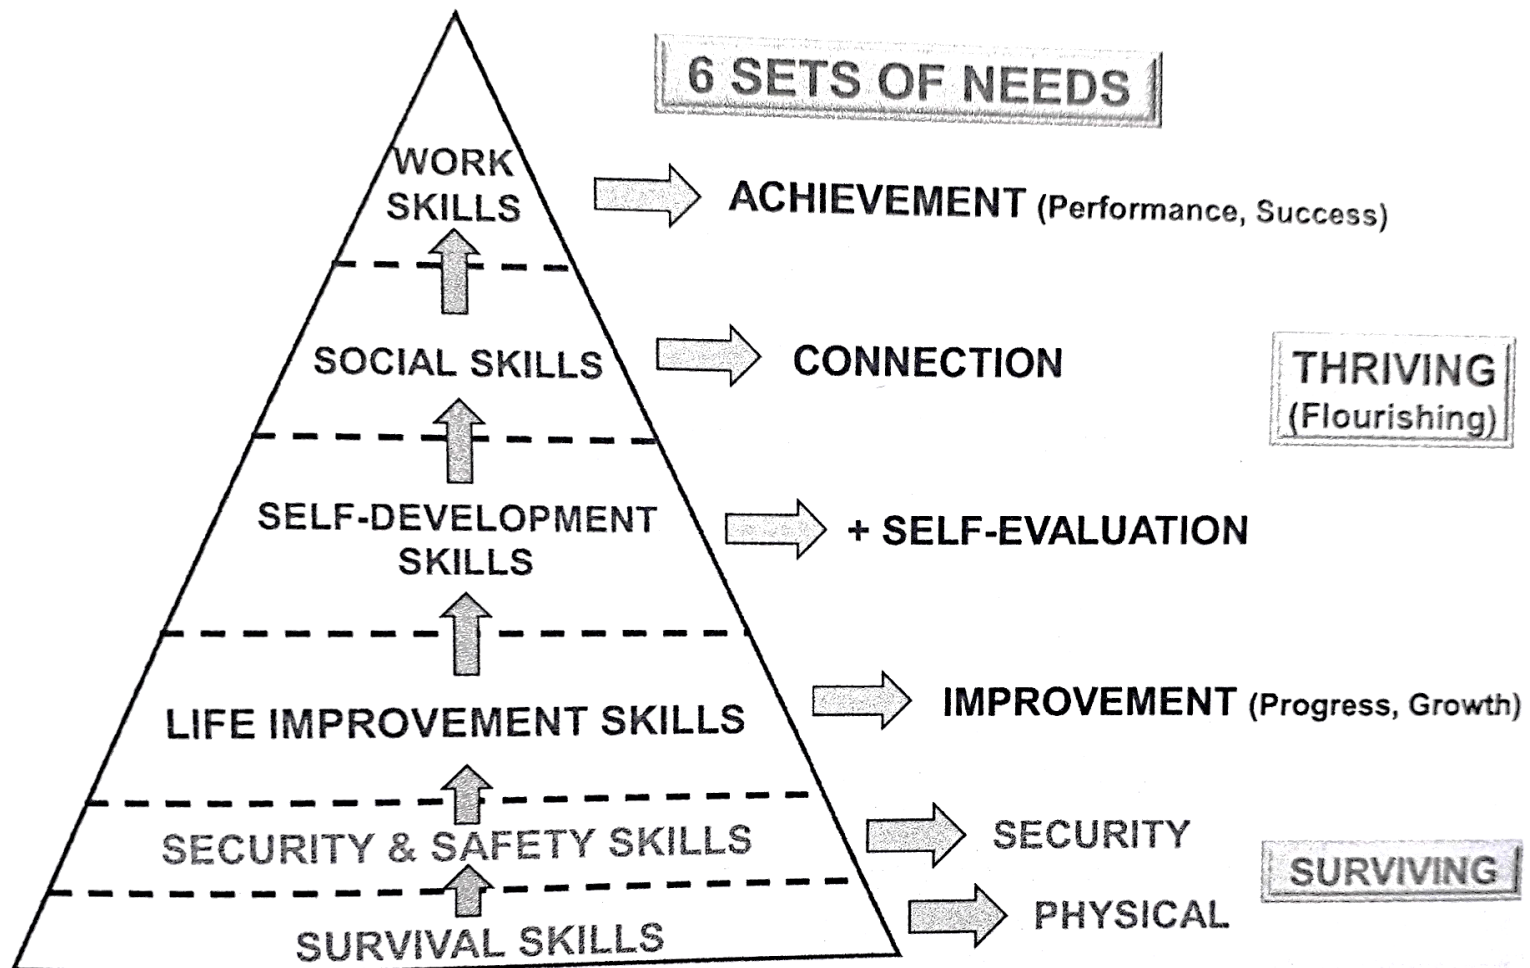 6 SETS OF NEEDS
WORK
SKILLS
ACHIEVEMENT (Performance, Success)
SOCIAL SKILLS
CONNECTION
THRIVING
(Flourishing)
SELF-DEVELOPMENT
SKILLS
+ SELF-EVALUATION
LIFE IMPROVEMENT SKILLS
IMPROVEMENT (Progress, Growth)
SECURITY & SAFETY SKILLS
SECURITY
SURVIVING
SURVIVAL SKILLS
PHYSICAL